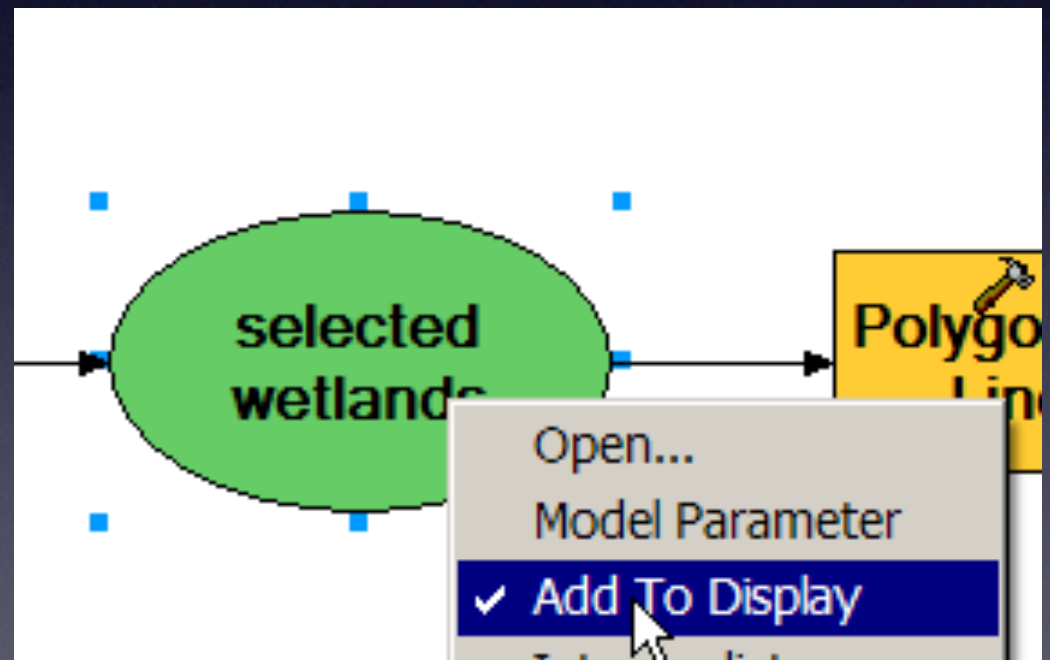 selected
wetlands
Open...
Model Parameter
Add To Display